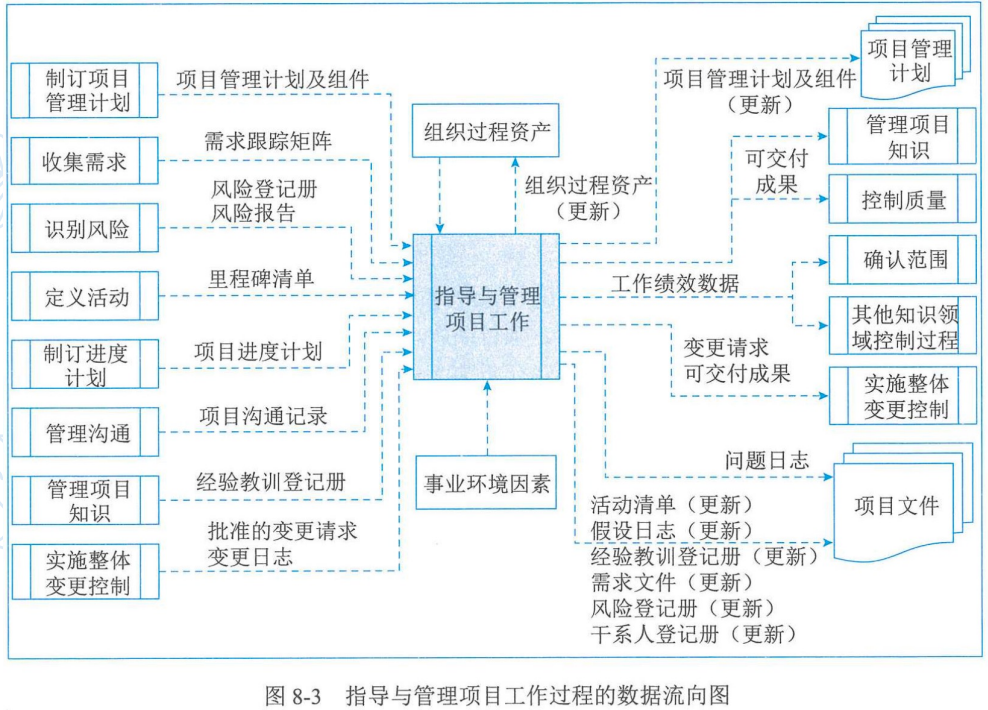 制订项目
管理计划
项目管理计划及组件
收集需求
需求跟踪矩阵
识别风险
风险登记册
风险报告
定义活动
里程碑清单
制订进度
计划
项目进度计划
管理沟通
项目沟通记录
管理项目
知识
经验教训登记册
实施整体
变更控制
批准的变更请求
变更日志
组织过程资产
组织过程资产
（更新）
指导与管理
项目工作
事业环境因素
项目管理计划及组件
（更新）
项目管理
计划
可交付
成果
管理项目
知识
控制质量
工作绩效数据
确认范围
其他知识领
域控制过程
变更请求
可交付成果
实施整体
变更控制
问题日志
项目文件
活动清单（更新）
假设日志（更新）
经验教训登记册（更新）
需求文件（更新）
风险登记册（更新）
干系人登记册（更新）
图 8-3 指导与管理项目工作过程的数据流向图